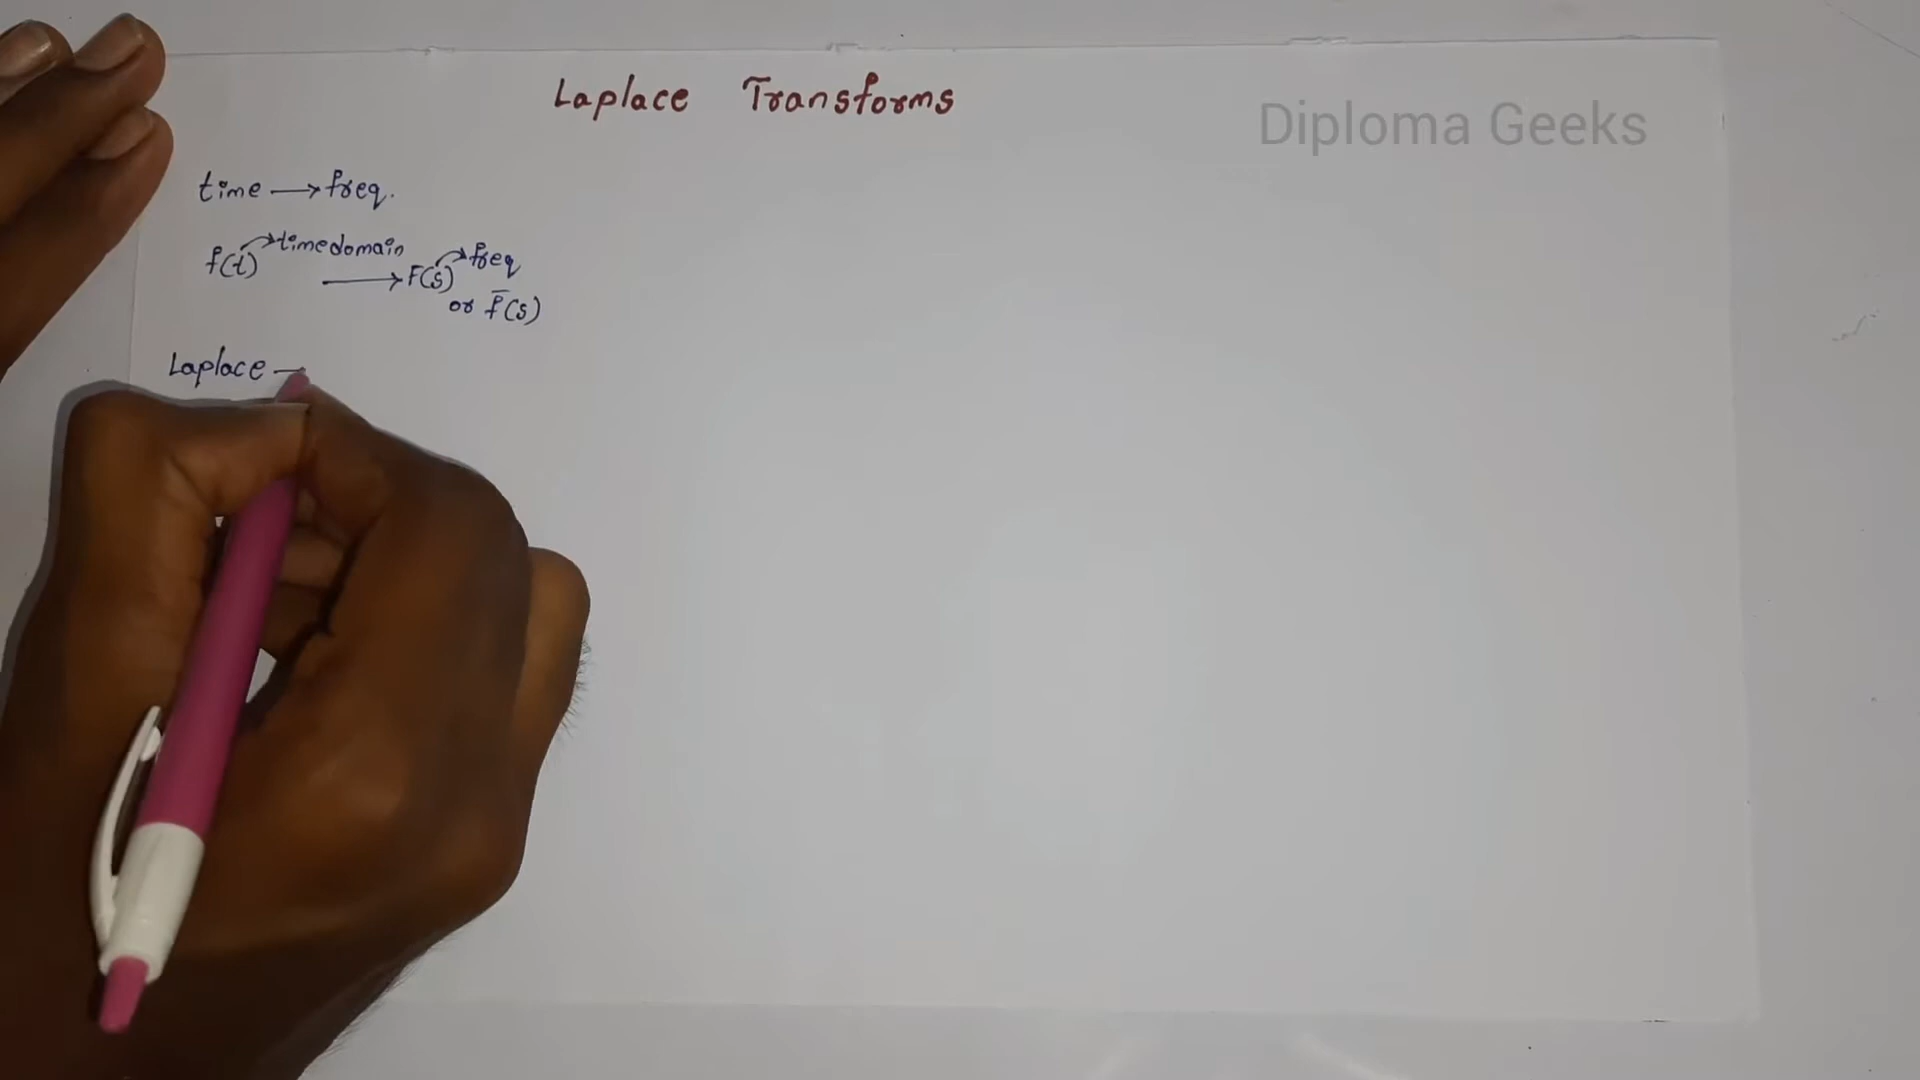 Laplace Transforms
Diploma Geeks
time → freq.
f(t) → time domain → F(s) → freq
or f̄(s)
Laplace —